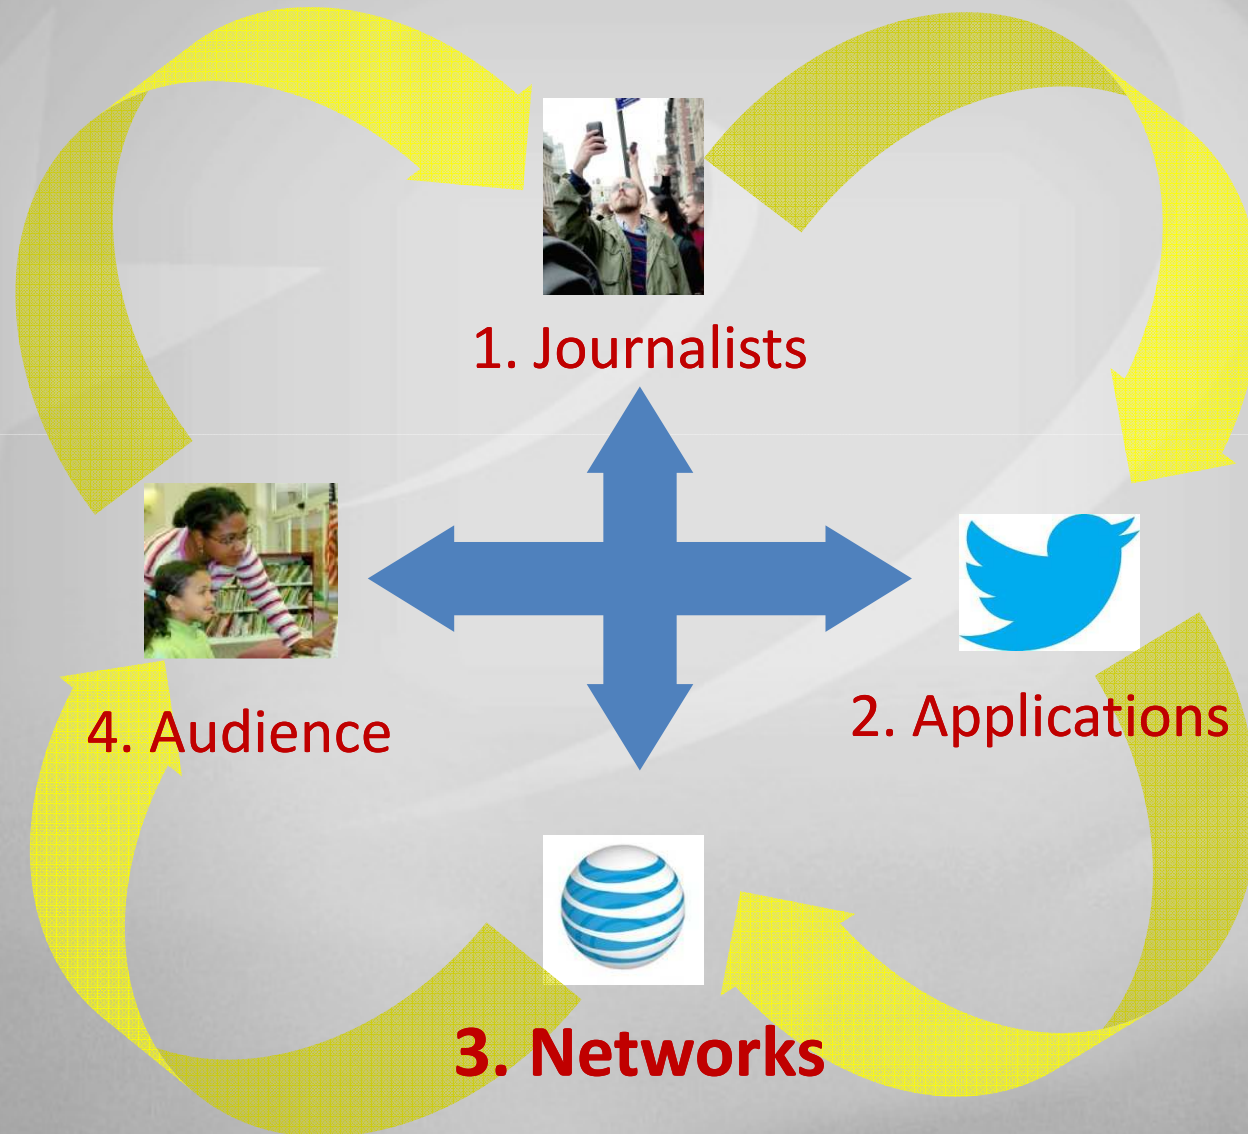 1. Journalists
4. Audience
2. Applications
3. Networks